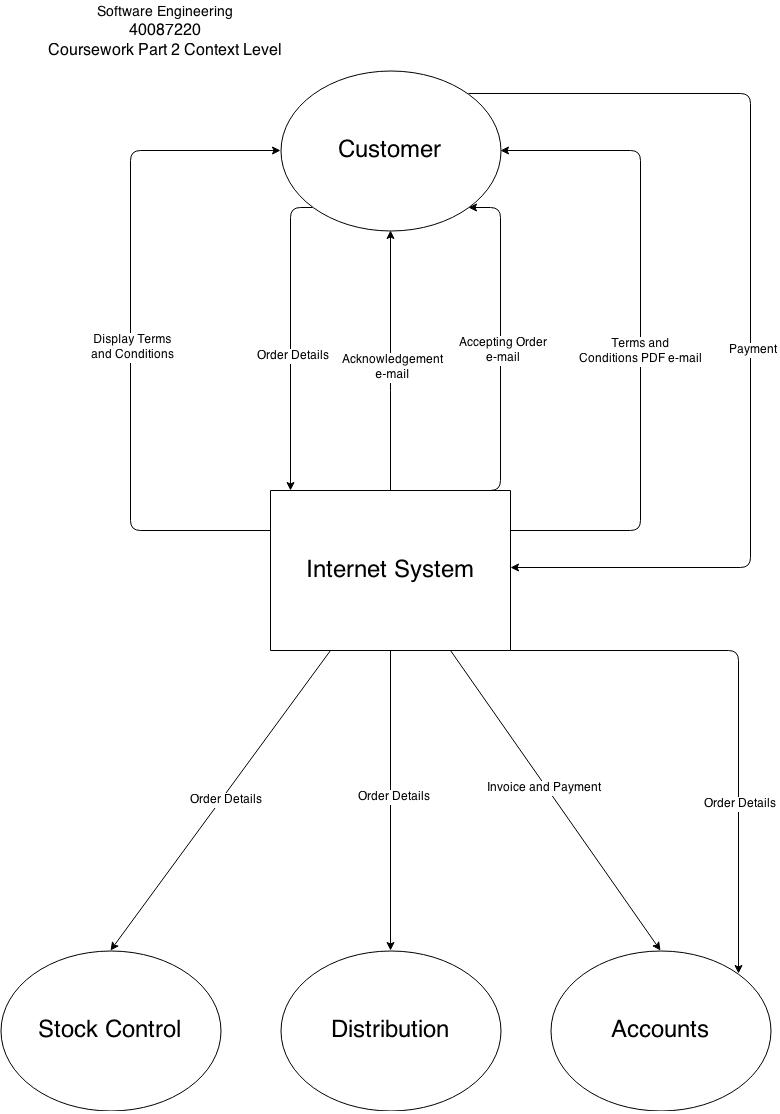 Software Engineering
40087220
Coursework Part 2 Context Level
Customer
Display Terms
and Conditions
Order Details
Acknowledgement
e-mail
Accepting Order
e-mail
Terms and
Conditions PDF e-mail
Payment
Internet System
Order Details
Order Details
Invoice and Payment
Order Details
Stock Control
Distribution
Accounts